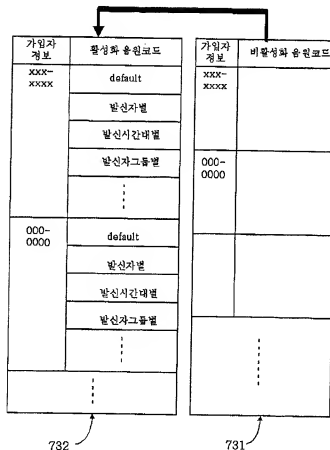 가입자
정보
활성화 음원코드
xxx-
xxxx
default
발신자별
발신시간대별
발신자그룹별
000-
0000
default
발신자별
발신시간대별
발신자그룹별
732
가입자
정보
비활성화 음원코드
xxx-
xxxx
000-
0000
731